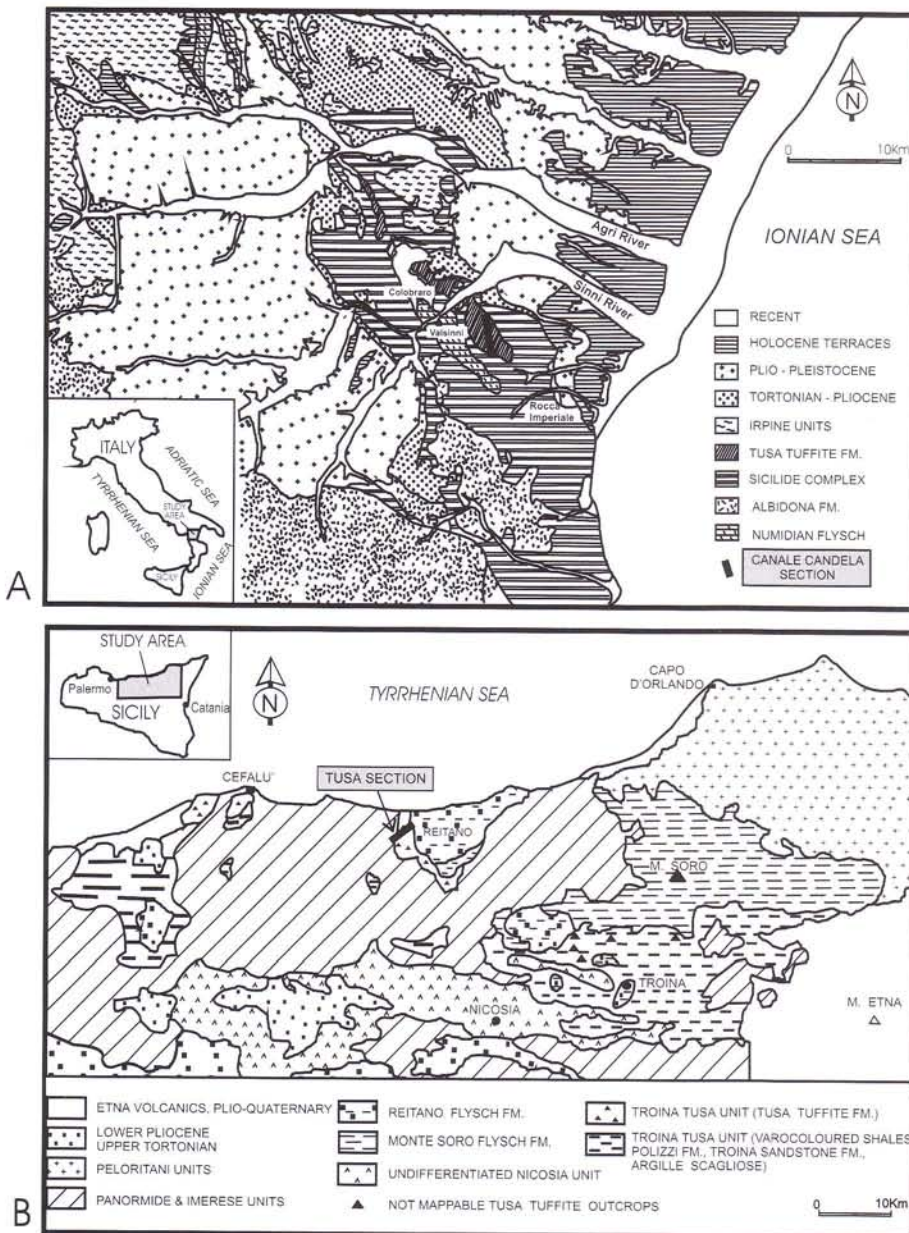 A
N
0
10Km
IONIAN SEA
Agri River
Sinni River
Colobraro
Valsinni
Rocca
Imperiale
RECENT
HOLOCENE TERRACES
PLIO - PLEISTOCENE
TORTONIAN - PLIOCENE
IRPINE UNITS
TUSA TUFFITE FM.
SICILIDE COMPLEX
ALBIDONA FM.
NUMIDIAN FLYSCH
CANALE CANDELA
SECTION
ITALY
ADRIATIC SEA
TYRRHENIAN SEA
STUDY
AREA
SICILY
IONIAN SEA
B
STUDY AREA
Palermo
SICILY
Catania
N
TYRRHENIAN SEA
CAPO
D'ORLANDO
CEFALU'
TUSA SECTION
REITANO
M. SORO
TROINA
NICOSIA
M. ETNA
ETNA VOLCANICS, PLIO-QUATERNARY
LOWER PLIOCENE
UPPER TORTONIAN
PELORITANI UNITS
PANORMIDE & IMERESE UNITS
REITANO FLYSCH FM.
MONTE SORO FLYSCH FM.
UNDIFFERENTIATED NICOSIA UNIT
NOT MAPPABLE TUSA TUFFITE OUTCROPS
TROINA TUSA UNIT (TUSA TUFFITE FM.)
TROINA TUSA UNIT (VAROCOLOURED SHALES
POLIZZI FM., TROINA SANDSTONE FM.,
ARGILLE SCAGLIOSE)
0
10Km